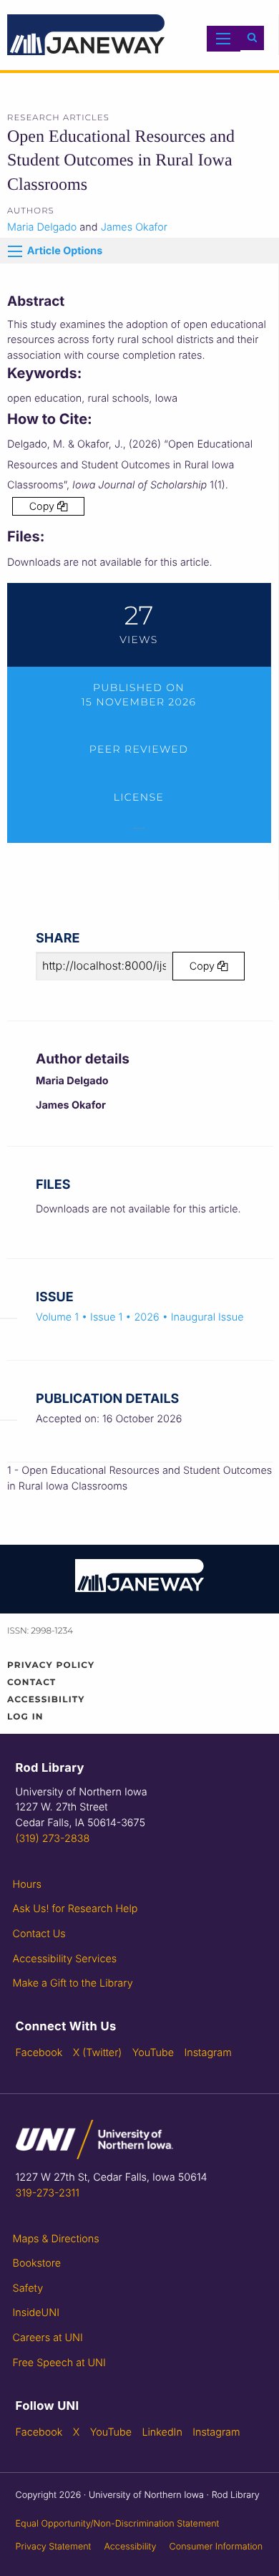 JANEWAY
RESEARCH ARTICLES
Open Educational Resources and
Student Outcomes in Rural Iowa
Classrooms
AUTHORS
Maria Delgado and James Okafor
Article Options
Abstract
This study examines the adoption of open educational
resources across forty rural school districts and their
association with course completion rates.
Keywords:
open education, rural schools, Iowa
How to Cite:
Delgado, M. & Okafor, J., (2026) “Open Educational
Resources and Student Outcomes in Rural Iowa
Classrooms”, Iowa Journal of Scholarship 1(1).
Copy
Files:
Downloads are not available for this article.
27
VIEWS
PUBLISHED ON
15 NOVEMBER 2026
PEER REVIEWED
LICENSE
SHARE
http://localhost:8000/ijs Copy
Author details
Maria Delgado
James Okafor
FILES
Downloads are not available for this article.
ISSUE
Volume 1 • Issue 1 • 2026 • Inaugural Issue
PUBLICATION DETAILS
Accepted on: 16 October 2026
1 - Open Educational Resources and Student Outcomes
in Rural Iowa Classrooms
JANEWAY
ISSN: 2998-1234
PRIVACY POLICY
CONTACT
ACCESSIBILITY
LOG IN
Rod Library
University of Northern Iowa
1227 W. 27th Street
Cedar Falls, IA 50614-3675
(319) 273-2838
Hours
Ask Us! for Research Help
Contact Us
Accessibility Services
Make a Gift to the Library
Connect With Us
Facebook X (Twitter) YouTube Instagram
UNI University of
Northern Iowa.
1227 W 27th St, Cedar Falls, Iowa 50614
319-273-2311
Maps & Directions
Bookstore
Safety
InsideUNI
Careers at UNI
Free Speech at UNI
Follow UNI
Facebook X YouTube LinkedIn Instagram
Copyright 2026 · University of Northern Iowa · Rod Library
Equal Opportunity/Non-Discrimination Statement
Privacy Statement Accessibility Consumer Information